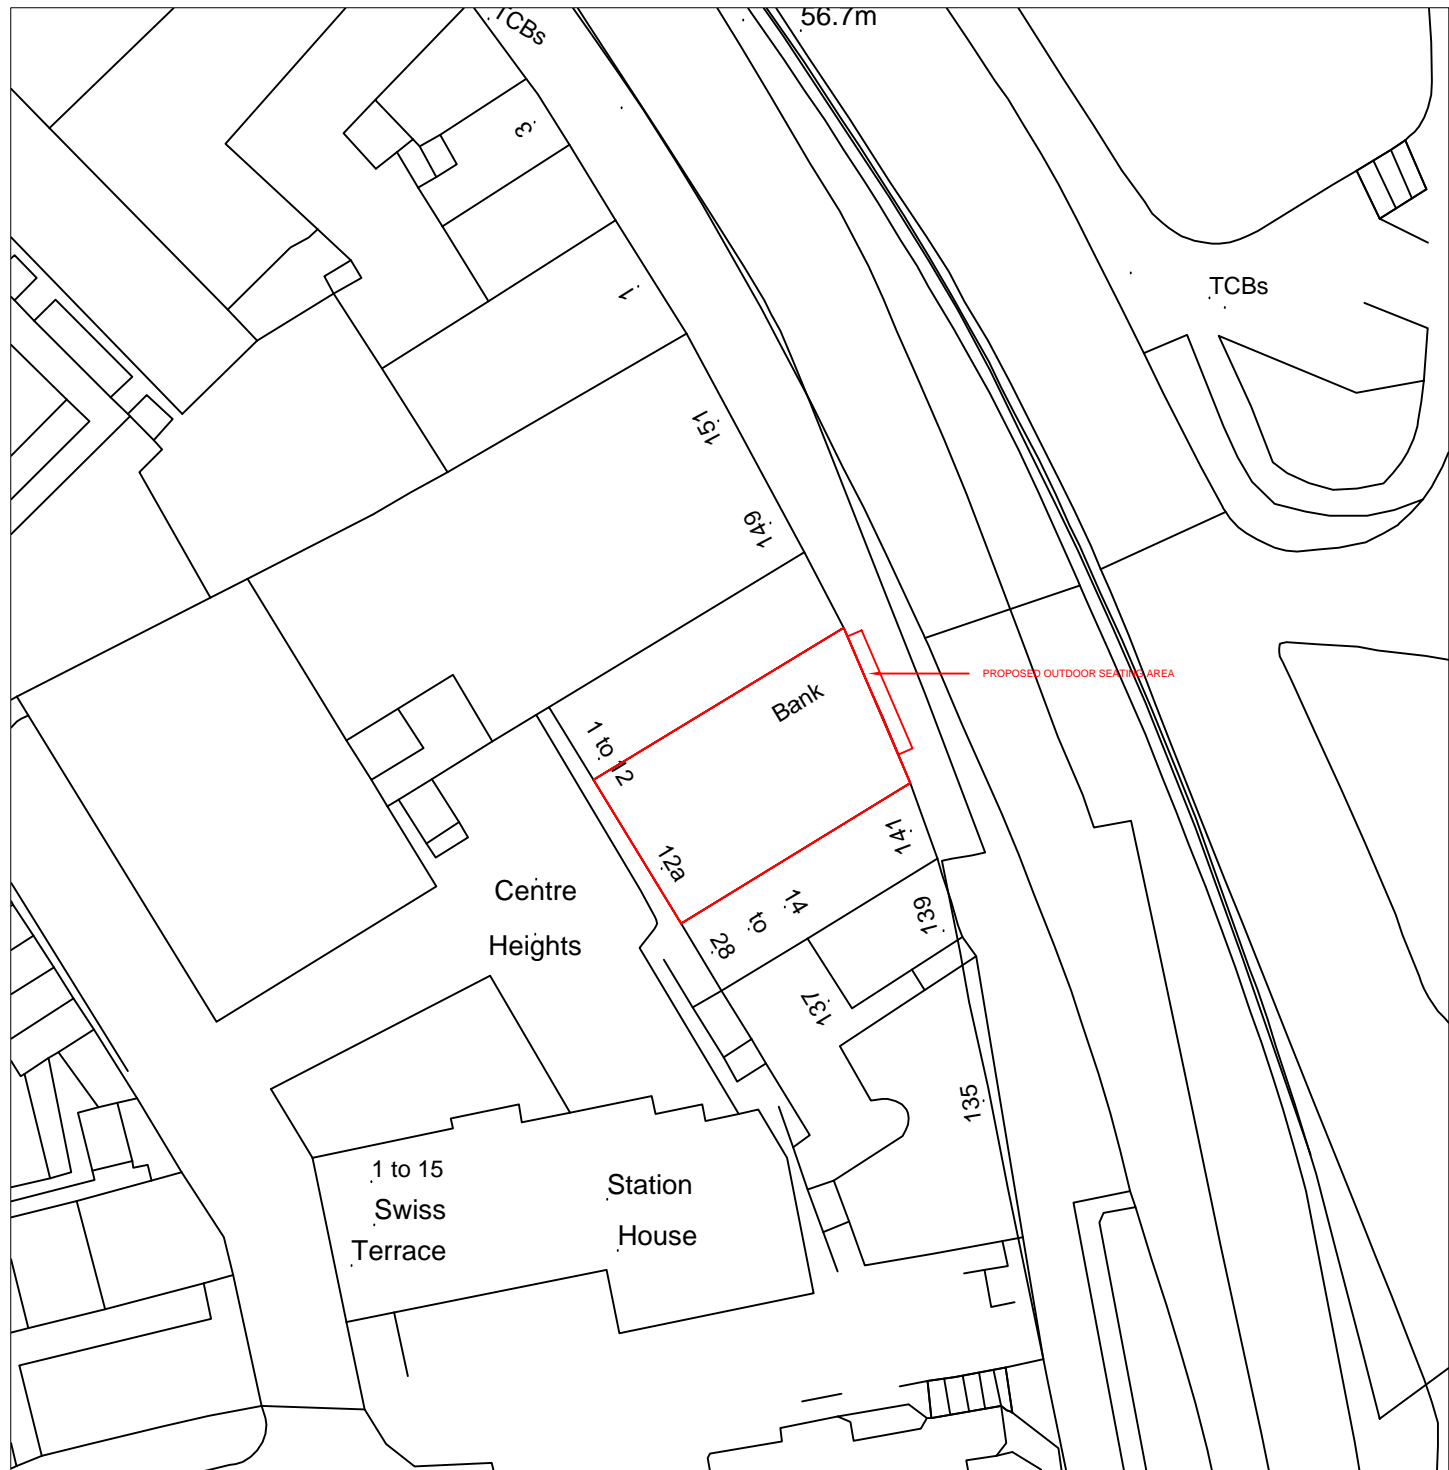 TCBs
56.7m
3
TCBs
1
151
149
PROPOSED OUTDOOR SEATING AREA
Bank
1 to 12
141
12a
Centre
Heights
14
to
28
139
137
135
1 to 15
Swiss
Terrace
Station
House